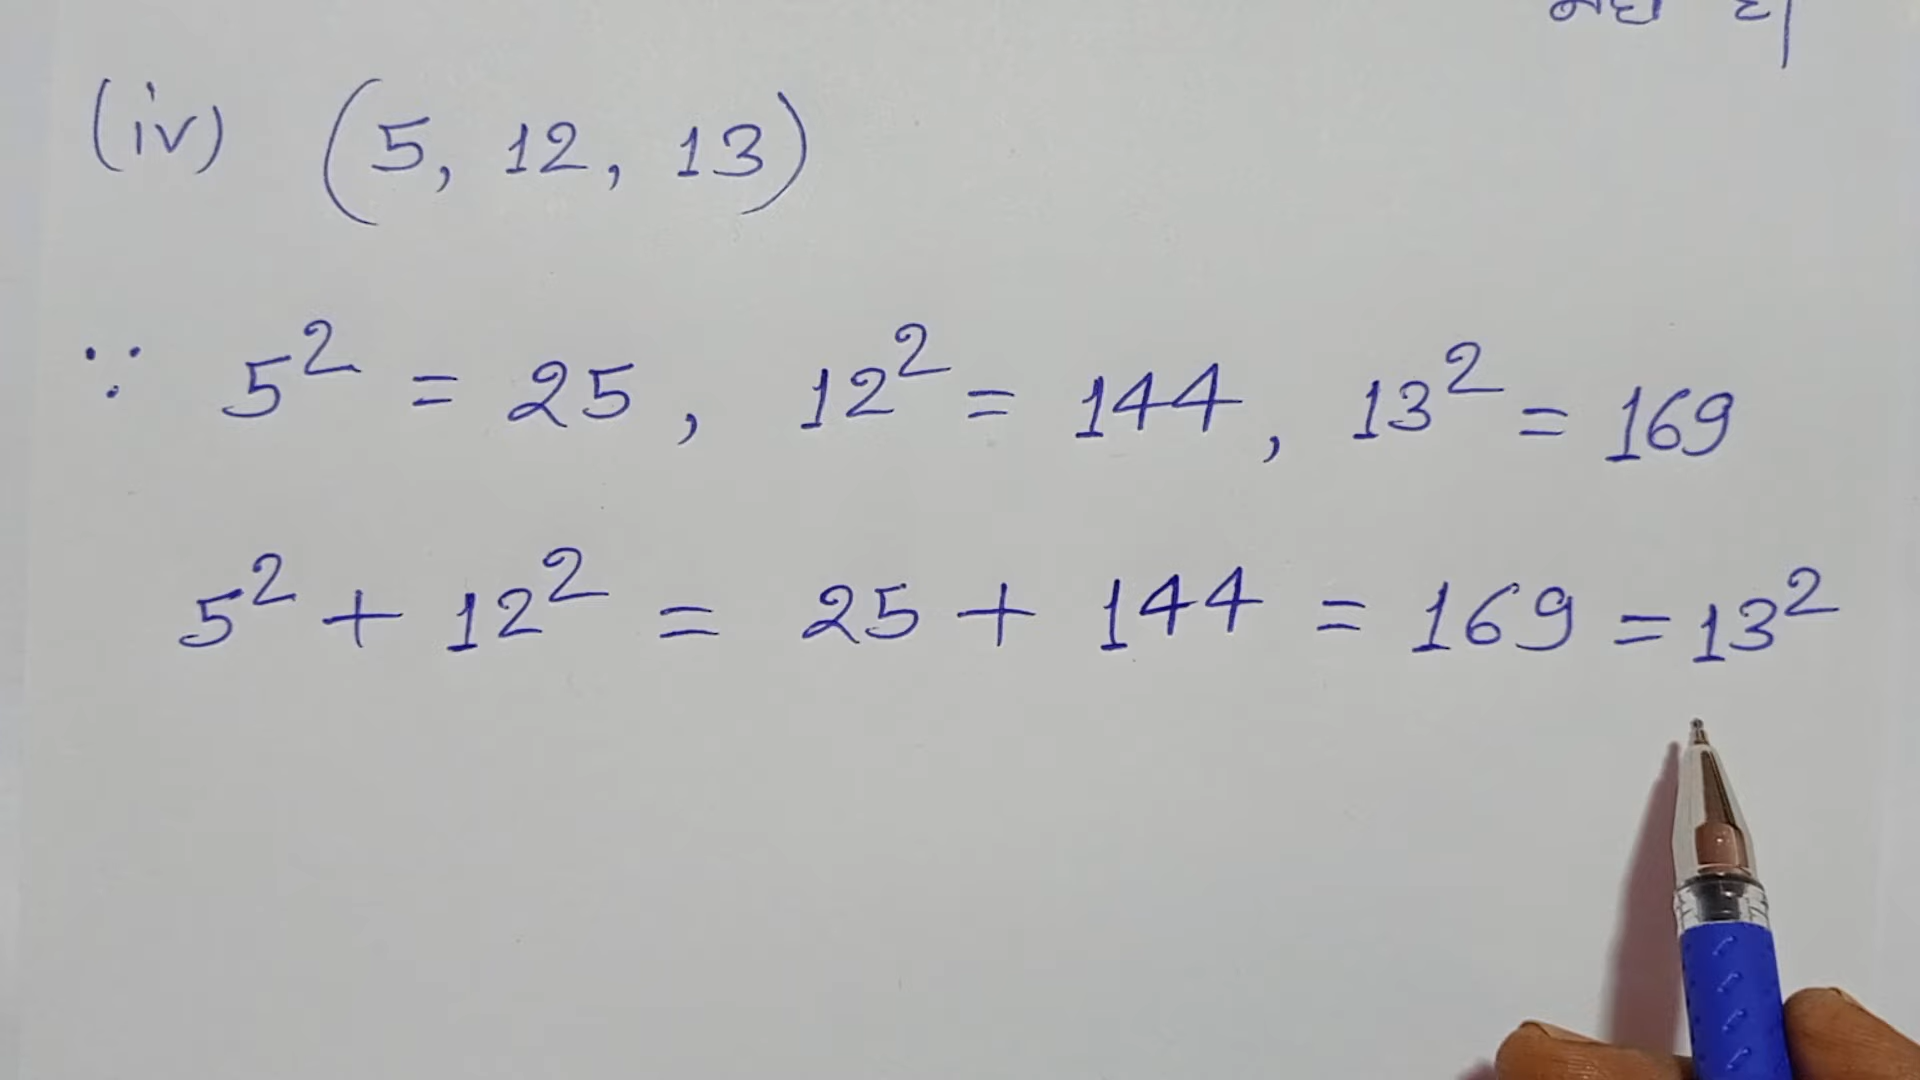 (iv) (5, 12, 13)
∵ 5² = 25, 12² = 144, 13² = 169
5² + 12² = 25 + 144 = 169 = 13²